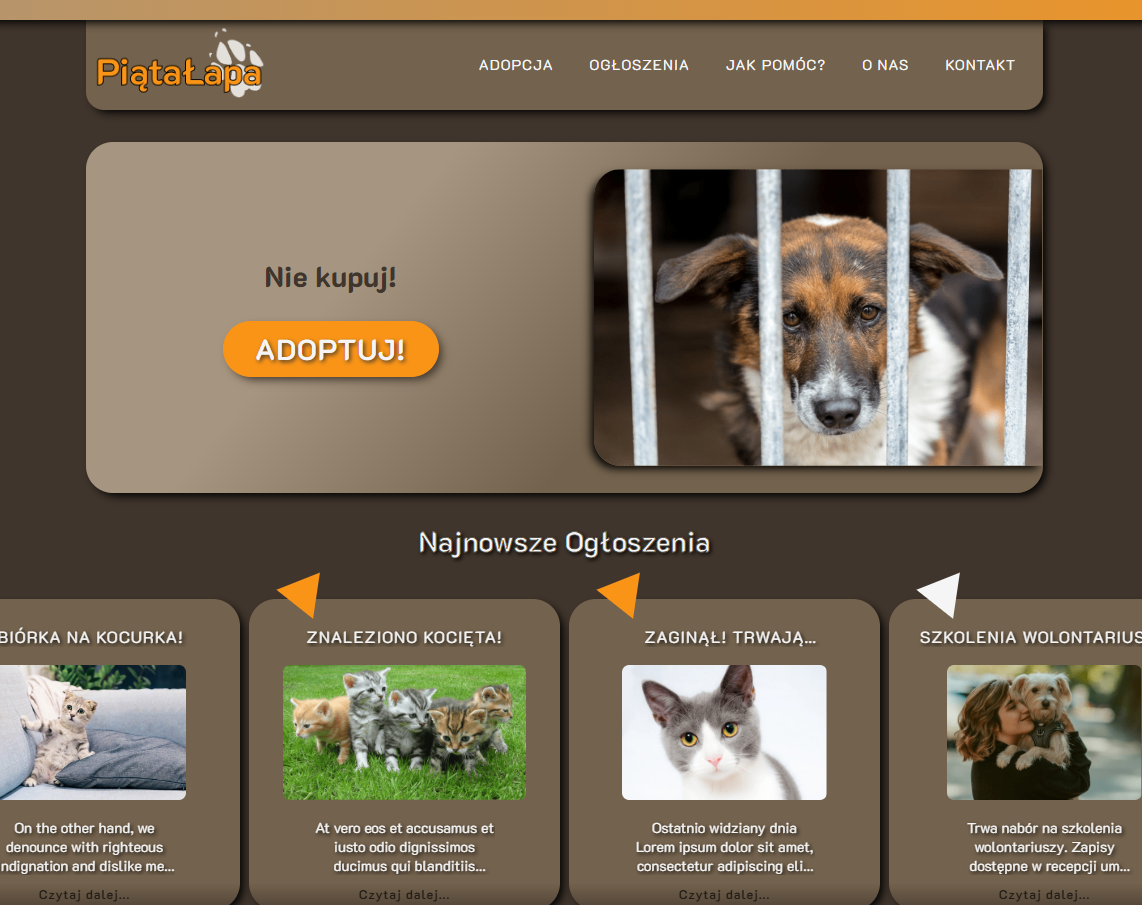 PiątaŁapa
ADOPCJA OGŁOSZENIA JAK POMÓC? O NAS KONTAKT
Nie kupuj!
ADOPTUJ!
Najnowsze Ogłoszenia
BIÓRKA NA KOCURKA!
On the other hand, we
denounce with righteous
ndignation and dislike me...
Czytaj dalej...
ZNALEZIONO KOCIĘTA!
At vero eos et accusamus et
iusto odio dignissimos
ducimus qui blanditiis...
Czytaj dalej...
ZAGINĄŁ! TRWAJĄ...
Ostatnio widziany dnia
Lorem ipsum dolor sit amet,
consectetur adipiscing eli...
Czytaj dalej...
SZKOLENIA WOLONTARIUS
Trwa nabór na szkolenia
wolontariuszy. Zapisy
dostępne w recepcji um...
Czytaj dalej...